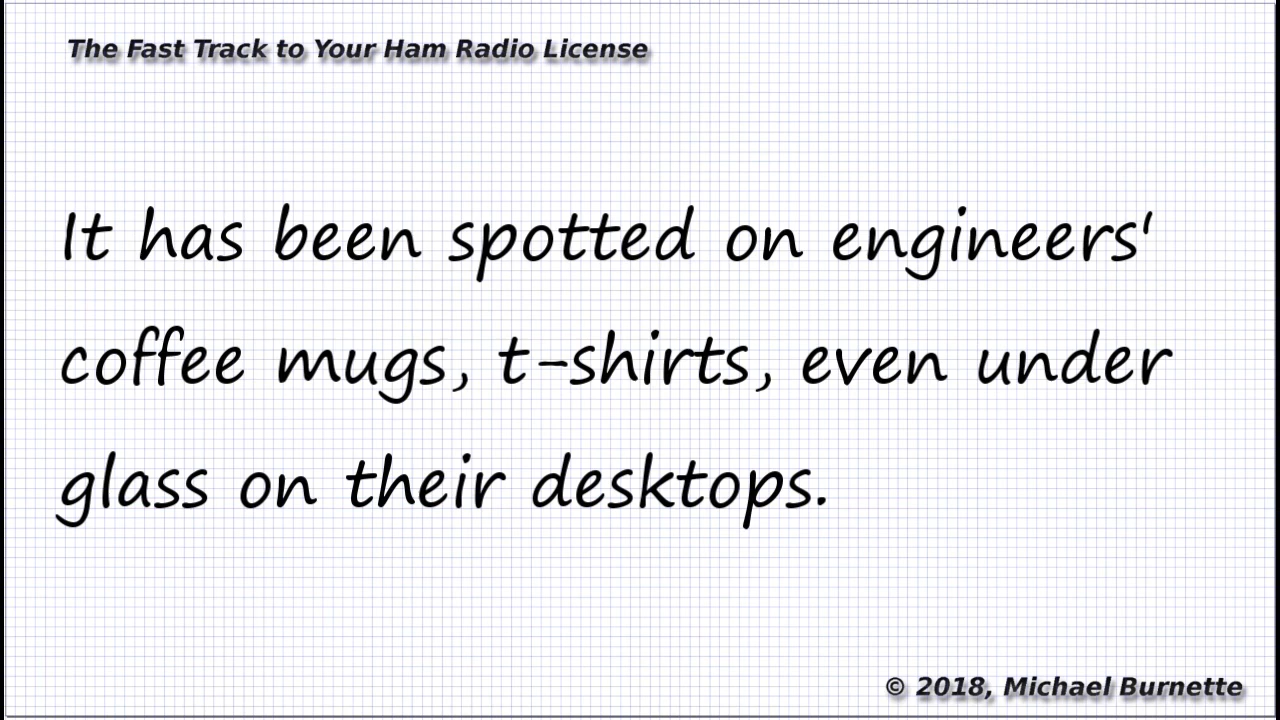 The Fast Track to Your Ham Radio License
It has been spotted on engineers'
coffee mugs, t-shirts, even under
glass on their desktops.
© 2018, Michael Burnette